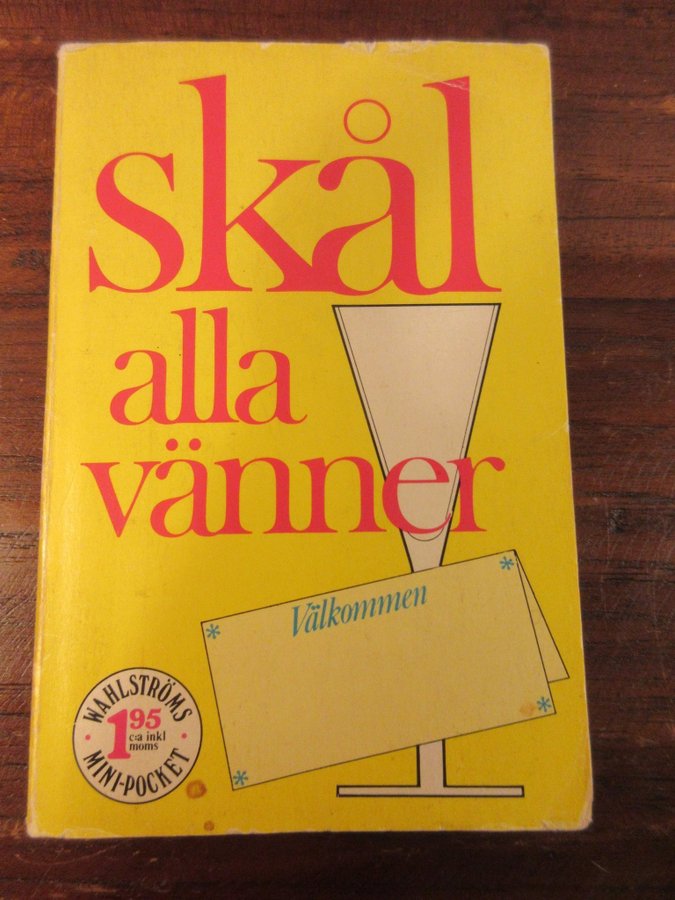 skål
alla
vänner
Välkommen
WAHLSTRÖMS
1 95
c:a inkl
moms
MINI-POCKET